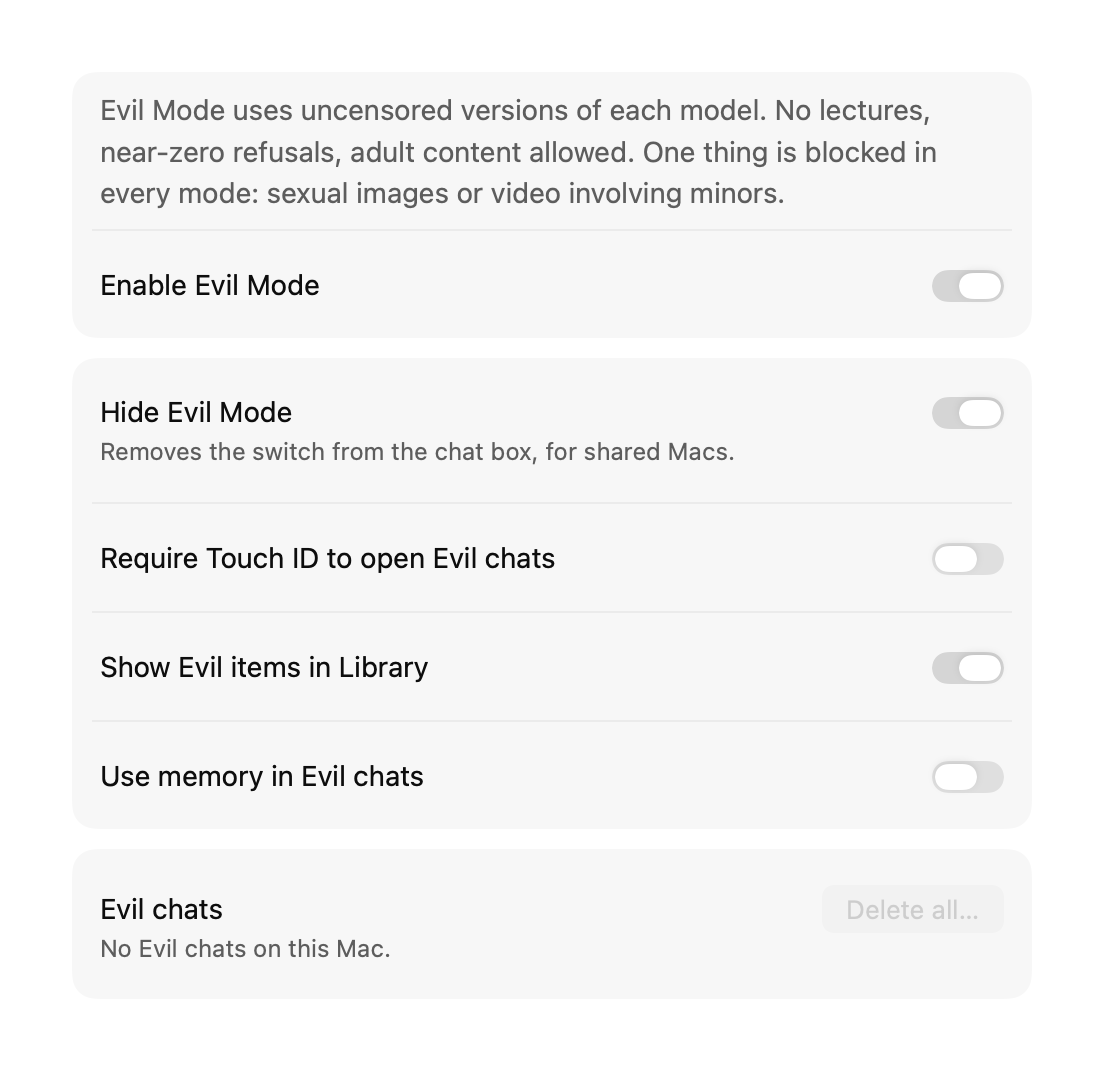 Evil Mode uses uncensored versions of each model. No lectures,
near-zero refusals, adult content allowed. One thing is blocked in
every mode: sexual images or video involving minors.
Enable Evil Mode
Hide Evil Mode
Removes the switch from the chat box, for shared Macs.
Require Touch ID to open Evil chats
Show Evil items in Library
Use memory in Evil chats
Evil chats
Delete all...
No Evil chats on this Mac.